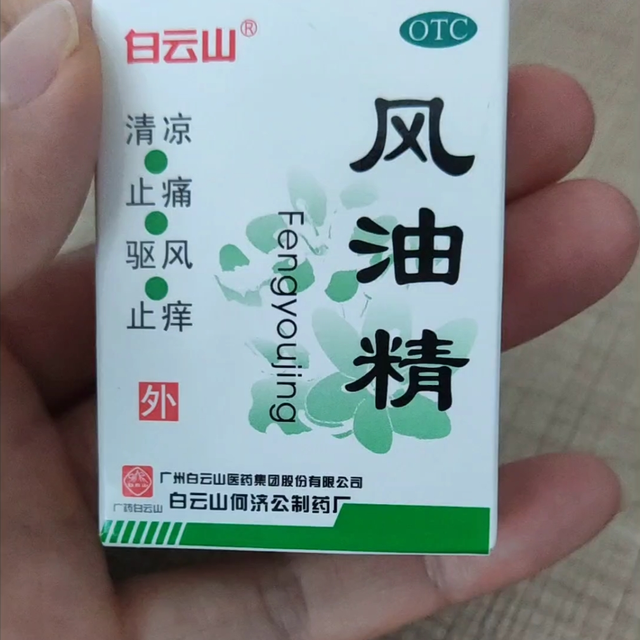 白云山®
OTC
风油精
Fengyoujing
清凉
止痛
驱风
止痒
外
广药白云山
广州白云山医药集团股份有限公司
白云山何济公制药厂